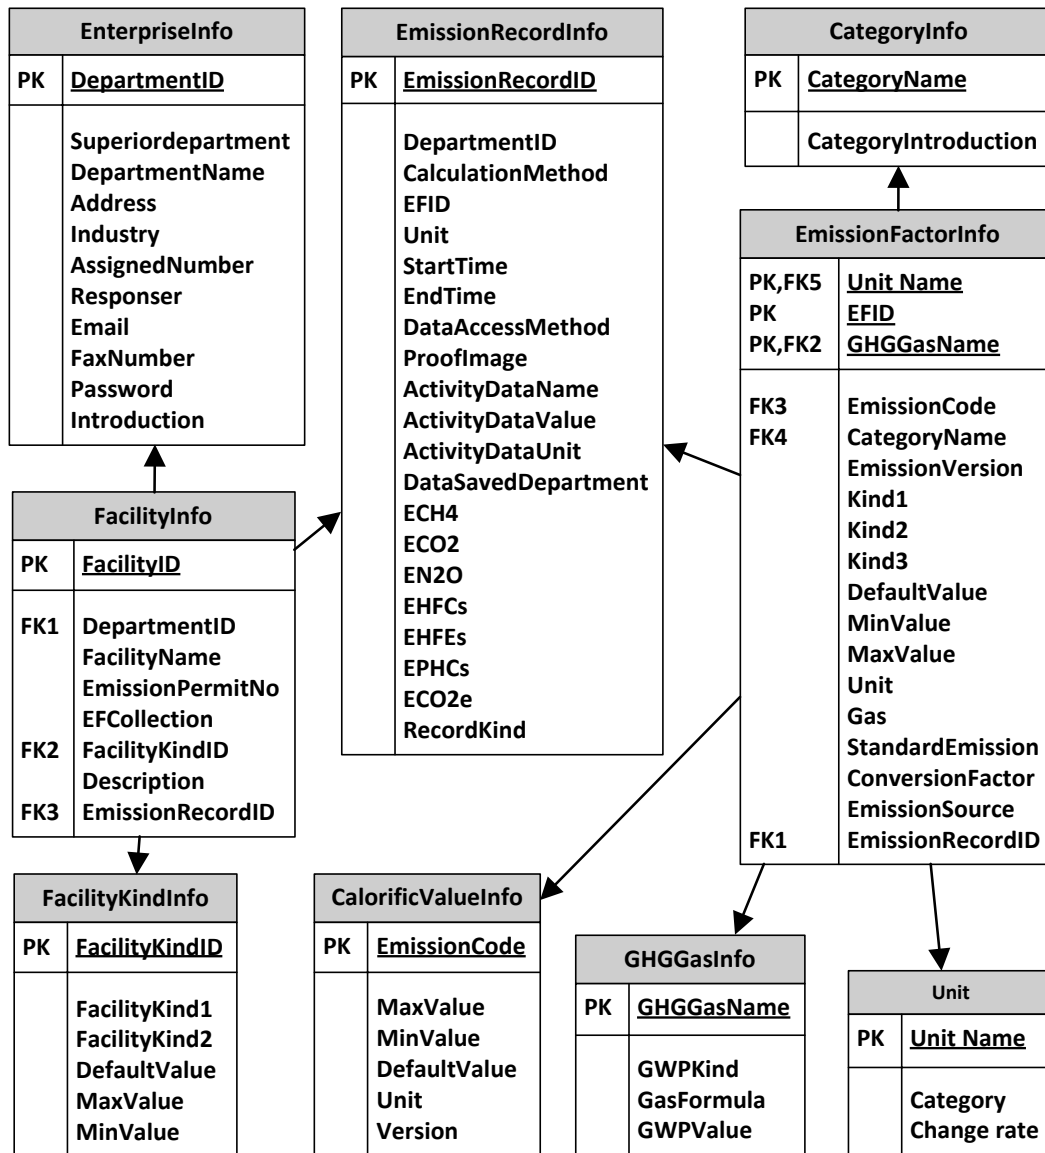 EnterpriseInfo
PK DepartmentID
Superiordepartment
DepartmentName
Address
Industry
AssignedNumber
Responser
Email
FaxNumber
Password
Introduction
FacilityInfo
PK FacilityID
FK1 DepartmentID
FacilityName
EmissionPermitNo
EFCollection
FK2 FacilityKindID
Description
FK3 EmissionRecordID
FacilityKindInfo
PK FacilityKindID
FacilityKind1
FacilityKind2
DefaultValue
MaxValue
MinValue
EmissionRecordInfo
PK EmissionRecordID
DepartmentID
CalculationMethod
EFID
Unit
StartTime
EndTime
DataAccessMethod
ProofImage
ActivityDataName
ActivityDataValue
ActivityDataUnit
DataSavedDepartment
ECH4
ECO2
EN2O
EHFCs
EHFEs
EPHCs
ECO2e
RecordKind
CalorificValueInfo
PK EmissionCode
MaxValue
MinValue
DefaultValue
Unit
Version
CategoryInfo
PK CategoryName
CategoryIntroduction
EmissionFactorInfo
PK,FK5 Unit Name
PK EFID
PK,FK2 GHGGasName
FK3 EmissionCode
FK4 CategoryName
EmissionVersion
Kind1
Kind2
Kind3
DefaultValue
MinValue
MaxValue
Unit
Gas
StandardEmission
ConversionFactor
EmissionSource
FK1 EmissionRecordID
GHGGasInfo
PK GHGGasName
GWPKind
GasFormula
GWPValue
Unit
PK Unit Name
Category
Change rate